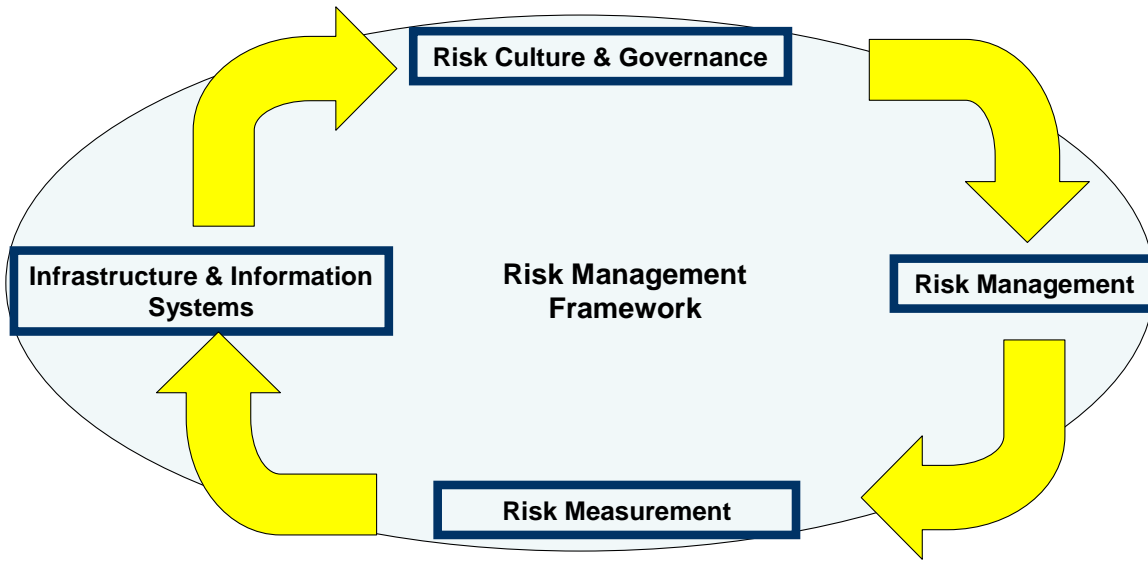 Risk Culture & Governance
Infrastructure & Information
Systems
Risk Management
Framework
Risk Management
Risk Measurement